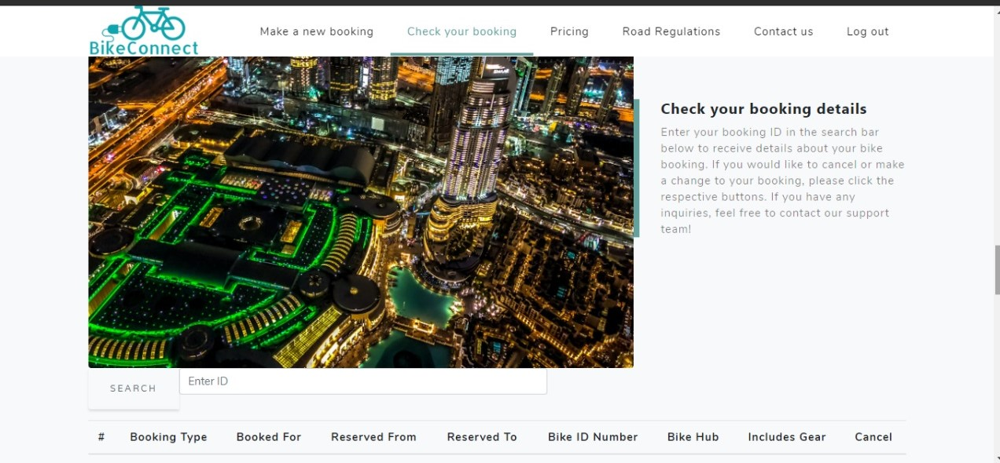 BikeConnect
Make a new booking Check your booking Pricing Road Regulations Contact us Log out
Check your booking details
Enter your booking ID in the search bar
below to receive details about your bike
booking. If you would like to cancel or make
a change to your booking, please click the
respective buttons. If you have any
inquiries, feel free to contact our support
team!
SEARCH Enter ID
# Booking Type Booked For Reserved From Reserved To Bike ID Number Bike Hub Includes Gear Cancel